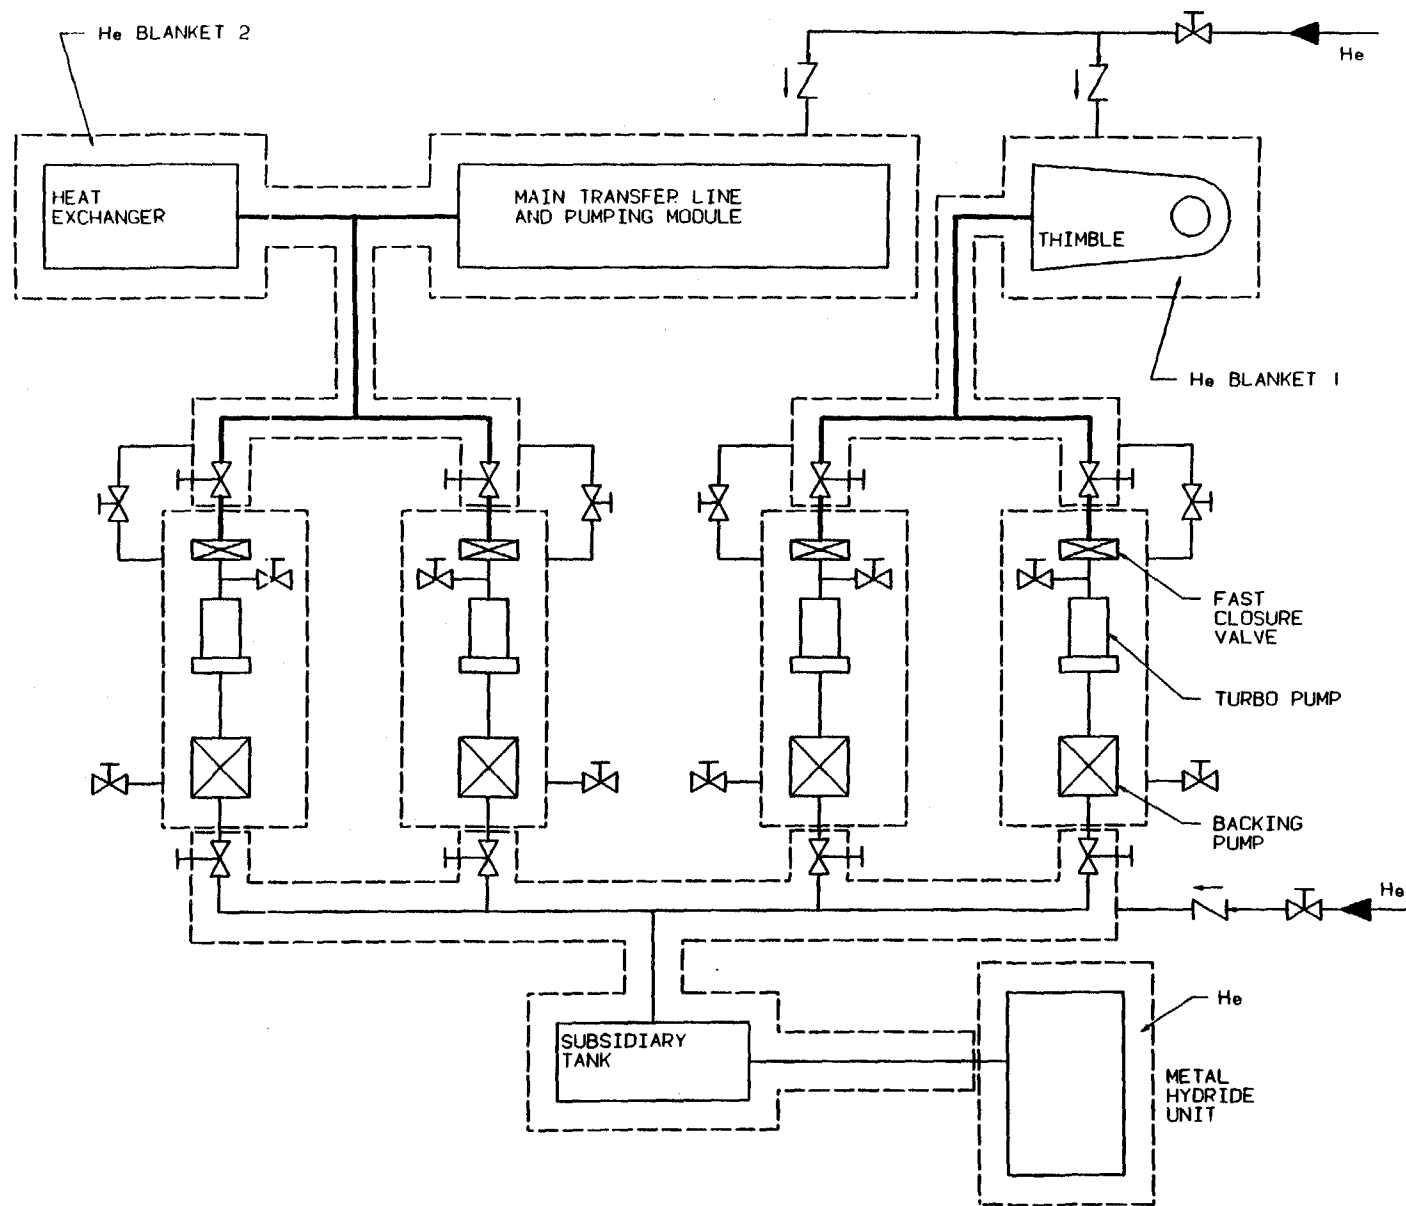 He BLANKET 2
He
HEAT
EXCHANGER
MAIN TRANSFER LINE
AND PUMPING MODULE
THIMBLE
He BLANKET 1
FAST
CLOSURE
VALVE
TURBO PUMP
BACKING
PUMP
He
He
SUBSIDIARY
TANK
METAL
HYDRIDE
UNIT